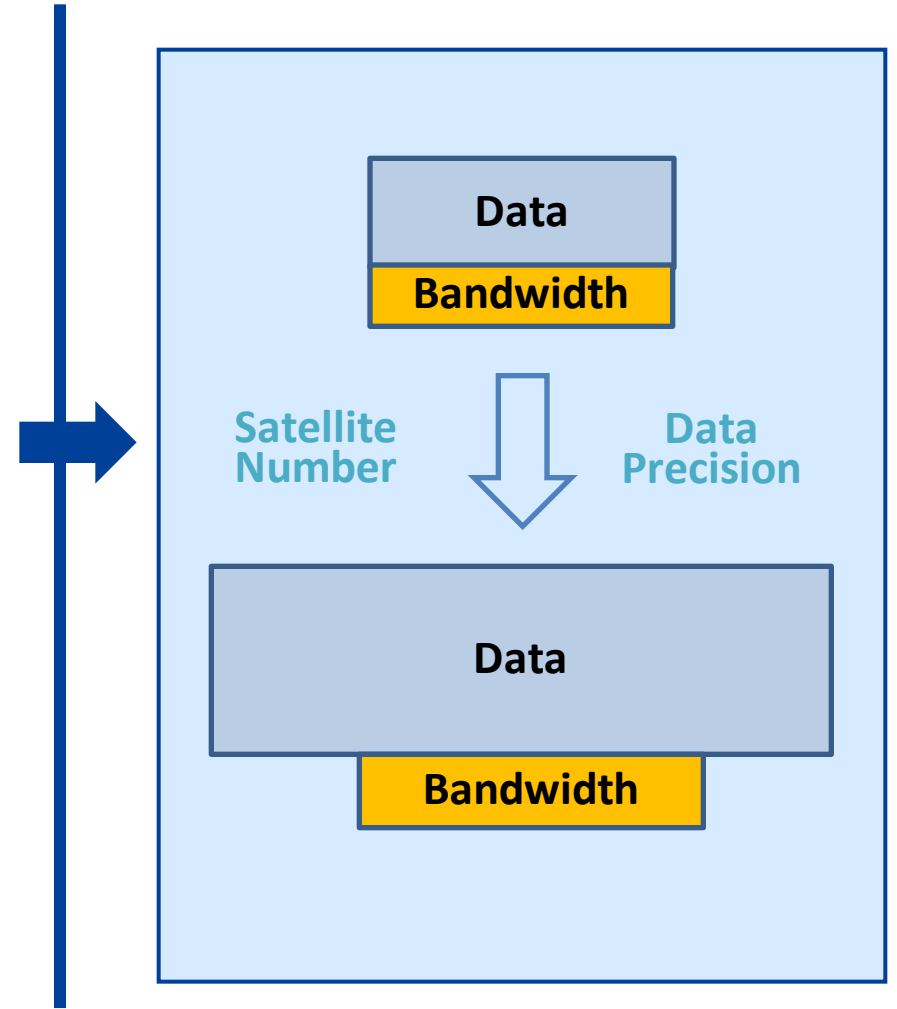 Data
Bandwidth
Satellite
Number
Data
Precision
Data
Bandwidth